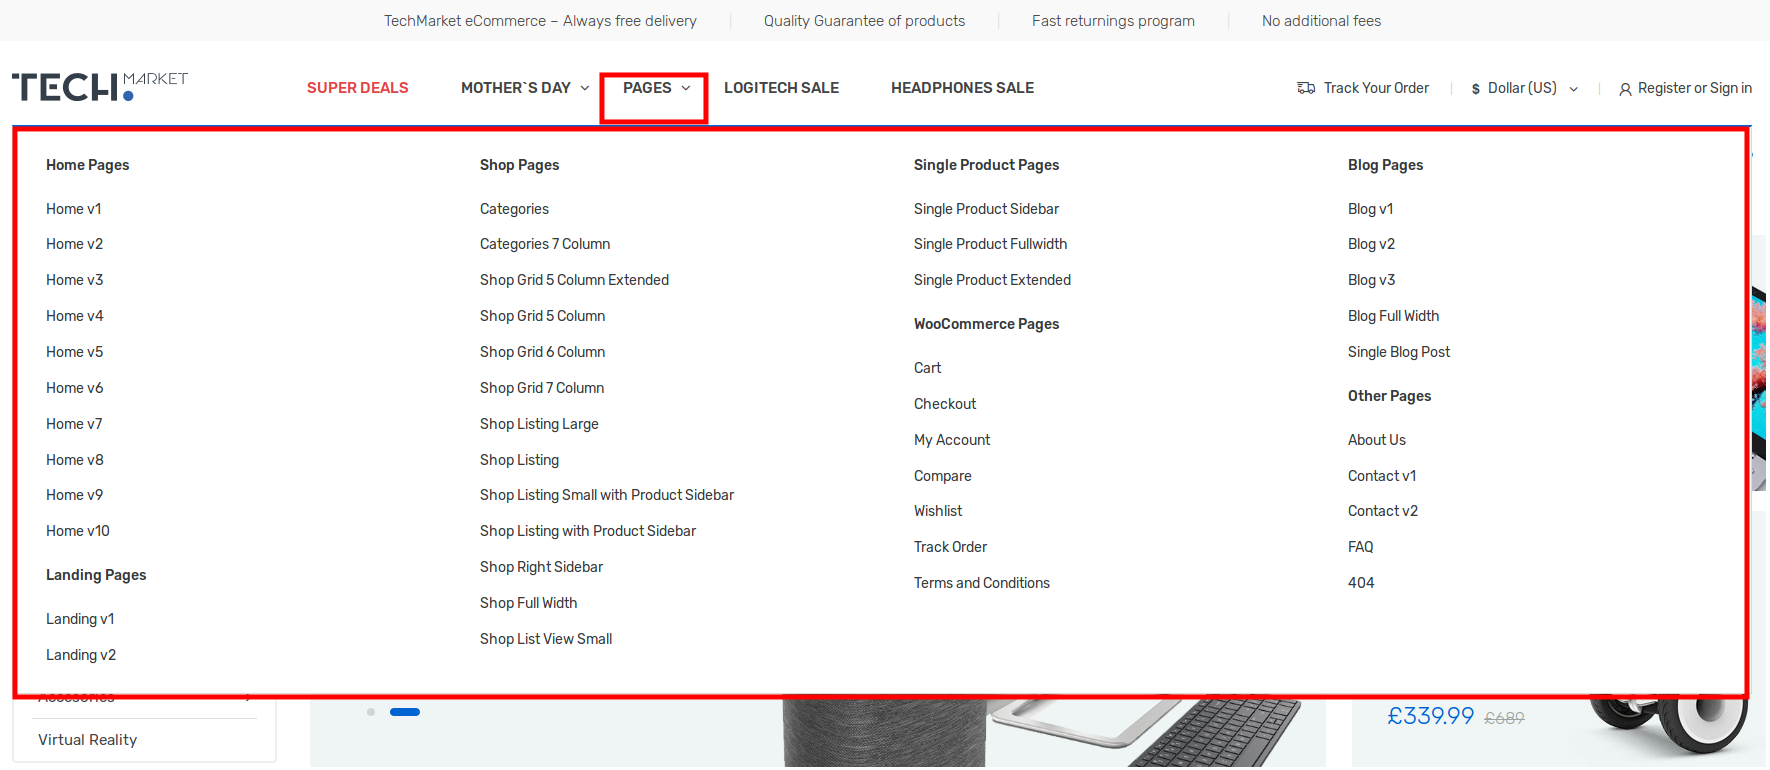 TechMarket eCommerce – Always free delivery
Quality Guarantee of products
Fast returnings program
No additional fees
TECH MARKET
SUPER DEALS
MOTHER`S DAY
PAGES
LOGITECH SALE
HEADPHONES SALE
Track Your Order
$ Dollar (US)
Register or Sign in
Home Pages
Home v1
Home v2
Home v3
Home v4
Home v5
Home v6
Home v7
Home v8
Home v9
Home v10
Landing Pages
Landing v1
Landing v2
Shop Pages
Categories
Categories 7 Column
Shop Grid 5 Column Extended
Shop Grid 5 Column
Shop Grid 6 Column
Shop Grid 7 Column
Shop Listing Large
Shop Listing
Shop Listing Small with Product Sidebar
Shop Listing with Product Sidebar
Shop Right Sidebar
Shop Full Width
Shop List View Small
Single Product Pages
Single Product Sidebar
Single Product Fullwidth
Single Product Extended
WooCommerce Pages
Cart
Checkout
My Account
Compare
Wishlist
Track Order
Terms and Conditions
Blog Pages
Blog v1
Blog v2
Blog v3
Blog Full Width
Single Blog Post
Other Pages
About Us
Contact v1
Contact v2
FAQ
404
Virtual Reality
£339.99 £689